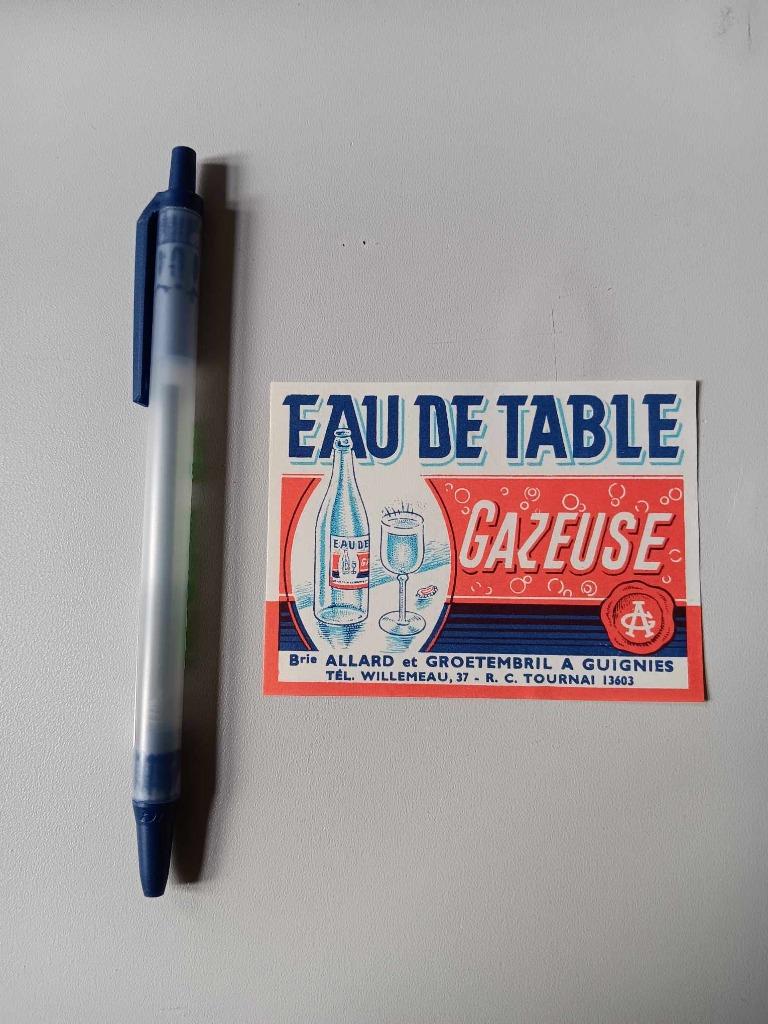 EAU DE TABLE
GAZEUSE
EAU DE
AG
Brie ALLARD et GROETEMBRIL A GUIGNIES
TÉL. WILLEMEAU, 37 - R. C. TOURNAI 13603